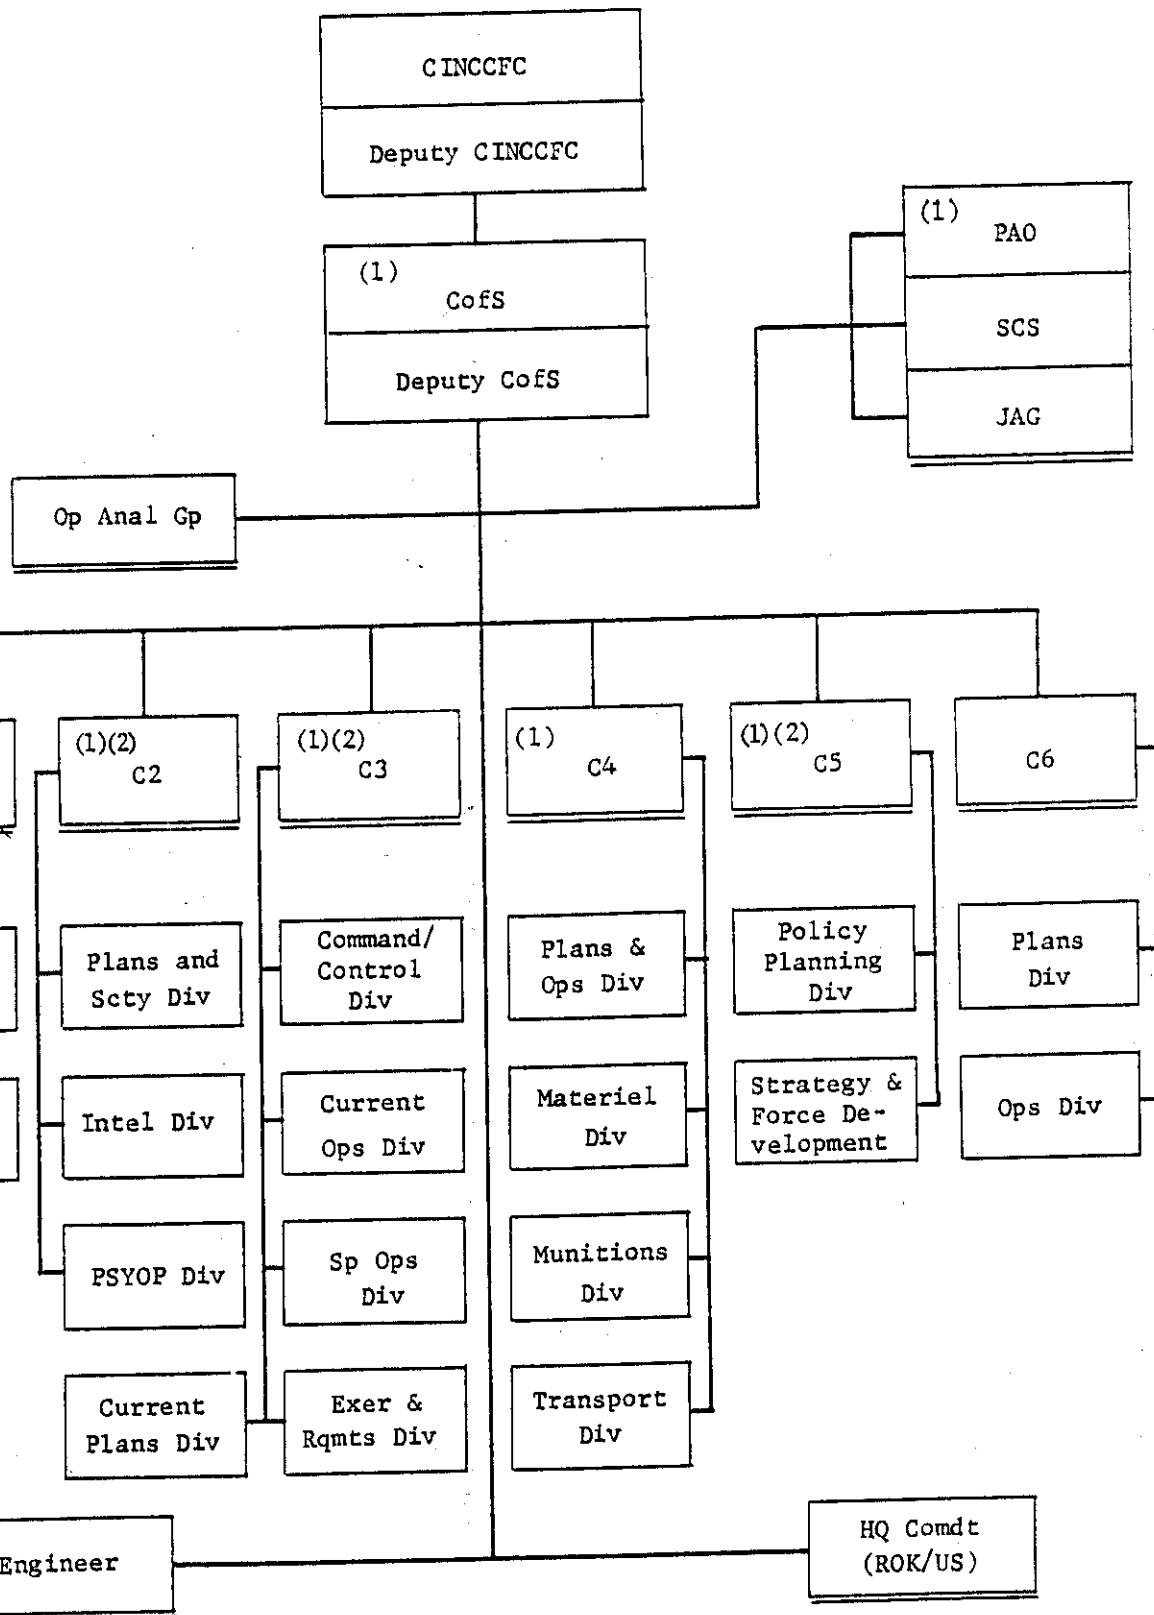 CINCCFC
Deputy CINCCFC
(1)
CofS
Deputy CofS
(1)
PAO
SCS
JAG
Op Anal Gp
(1)(2)
C2
(1)(2)
C3
(1)
C4
(1)(2)
C5
C6
Plans and
Scty Div
Command/
Control
Div
Plans &
Ops Div
Policy
Planning
Div
Plans
Div
Intel Div
Current
Ops Div
Materiel
Div
Strategy &
Force De-
velopment
Ops Div
PSYOP Div
Sp Ops
Div
Munitions
Div
Current
Plans Div
Exer &
Rqmts Div
Transport
Div
Engineer
HQ Comdt
(ROK/US)